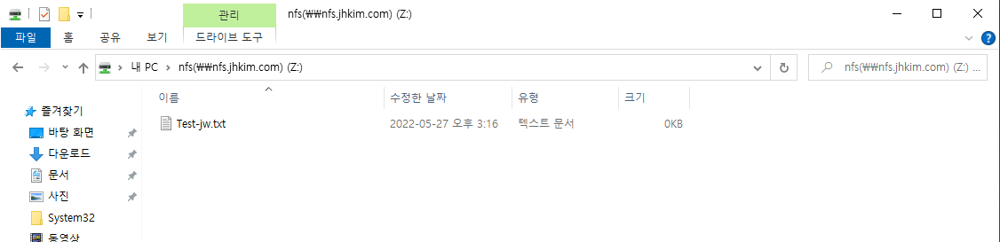 관리
nfs(₩₩nfs.jhkim.com) (Z:)
파일 홈 공유 보기 드라이브 도구
내 PC > nfs(₩₩nfs.jhkim.com) (Z:)
nfs(₩₩nfs.jhkim.com) (Z:) ...
이름 수정한 날짜 유형 크기
즐겨찾기
Test-jw.txt 2022-05-27 오후 3:16 텍스트 문서 0KB
바탕 화면
다운로드
문서
사진
System32
동영상